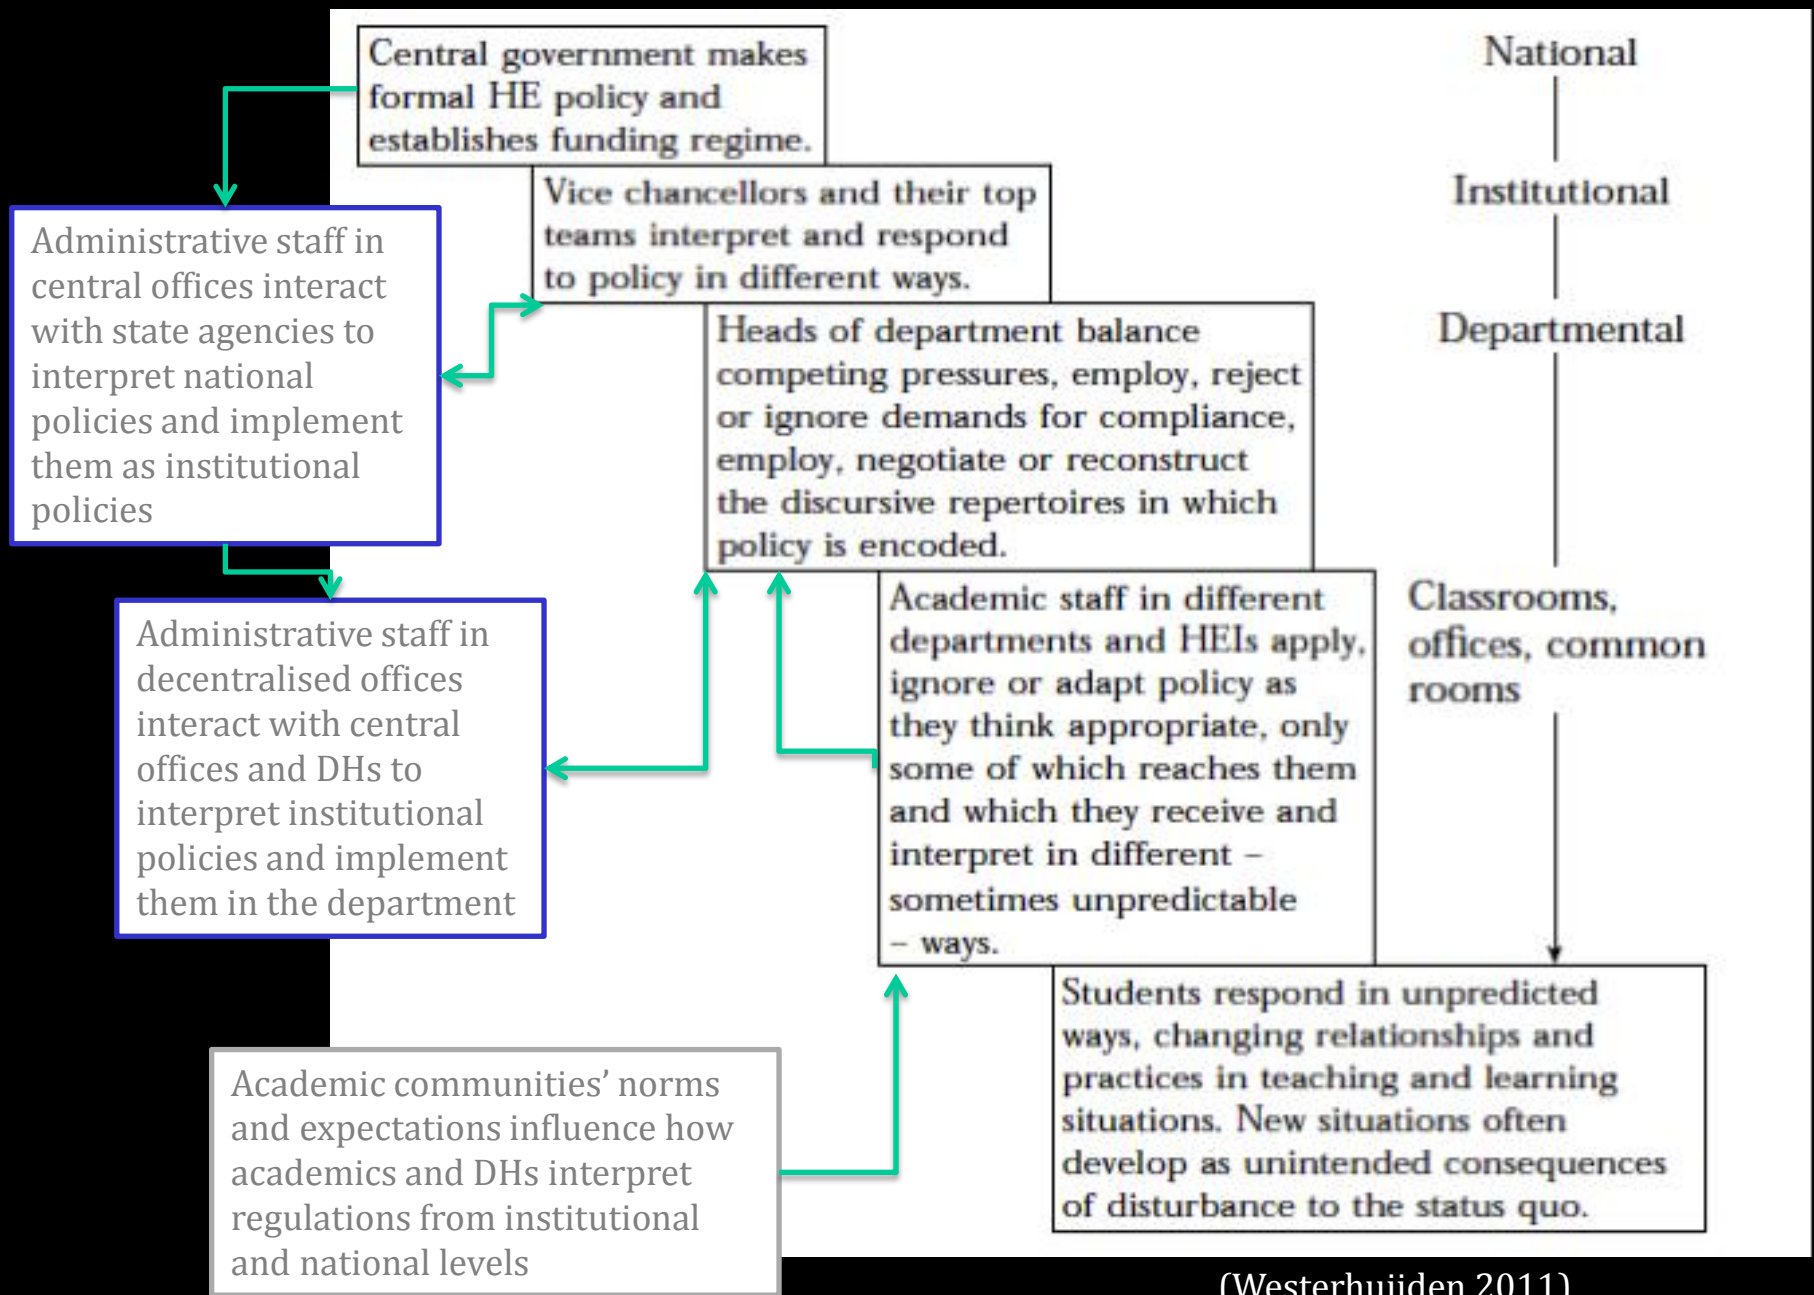 Central government makes
formal HE policy and
establishes funding regime.
National
Vice chancellors and their top
teams interpret and respond
to policy in different ways.
Institutional
Administrative staff in
central offices interact
with state agencies to
interpret national
policies and implement
them as institutional
policies
Heads of department balance
competing pressures, employ, reject
or ignore demands for compliance,
employ, negotiate or reconstruct
the discursive repertoires in which
policy is encoded.
Departmental
Administrative staff in
decentralised offices
interact with central
offices and DHs to
interpret institutional
policies and implement
them in the department
Academic staff in different
departments and HEIs apply,
ignore or adapt policy as
they think appropriate, only
some of which reaches them
and which they receive and
interpret in different –
sometimes unpredictable
– ways.
Classrooms,
offices, common
rooms
Students respond in unpredicted
ways, changing relationships and
practices in teaching and learning
situations. New situations often
develop as unintended consequences
of disturbance to the status quo.
Academic communities’ norms
and expectations influence how
academics and DHs interpret
regulations from institutional
and national levels
(Westerhuijden 2011)